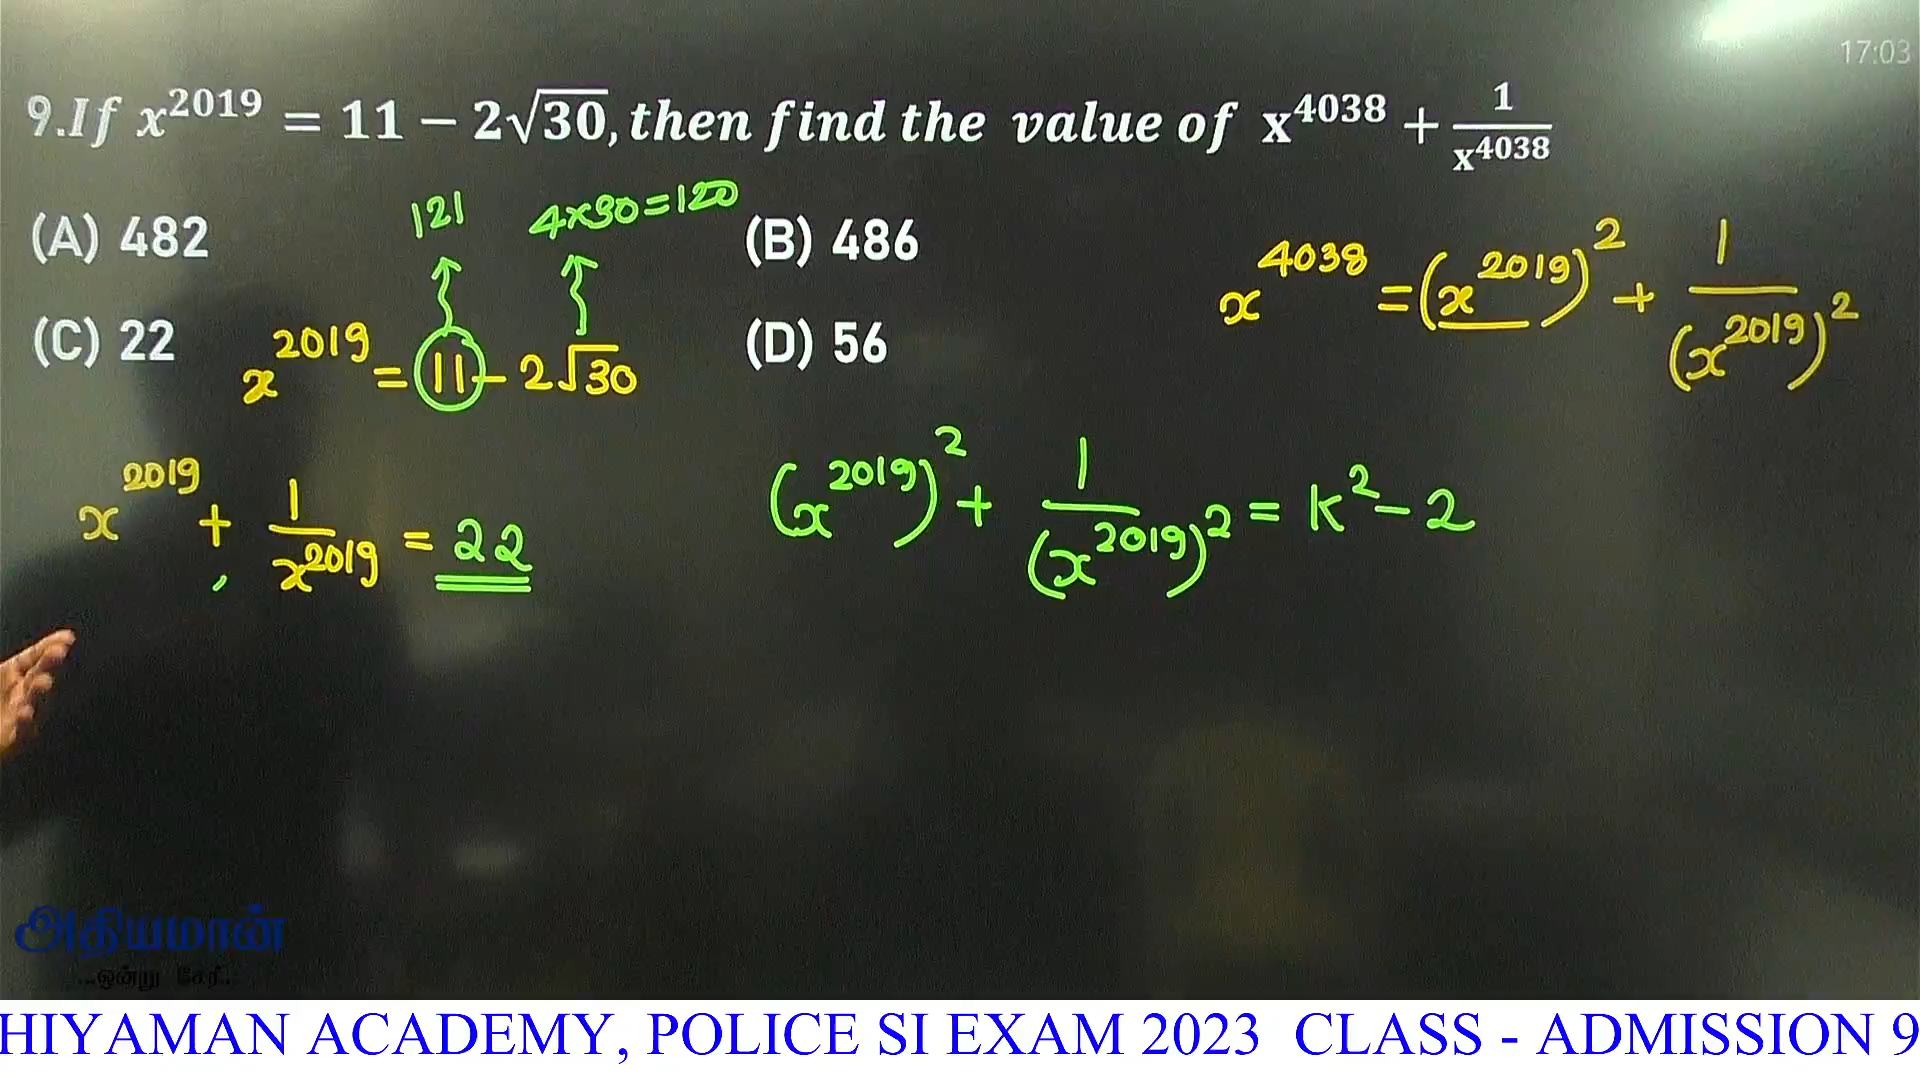 17:03
9.If x^2019 = 11 − 2√30, then find the value of x^4038 + 1/x^4038
(A) 482 (B) 486
(C) 22 (D) 56
121 4x30=120
x^2019 = 11 - 2√30
x^4038 = (x^2019)^2 + 1/(x^2019)^2
x^2019 + 1/x^2019 = 22
(x^2019)^2 + 1/(x^2019)^2 = K^2 - 2
அதியமான்
...ஒன்று சேர்..
HIYAMAN ACADEMY, POLICE SI EXAM 2023 CLASS - ADMISSION 9